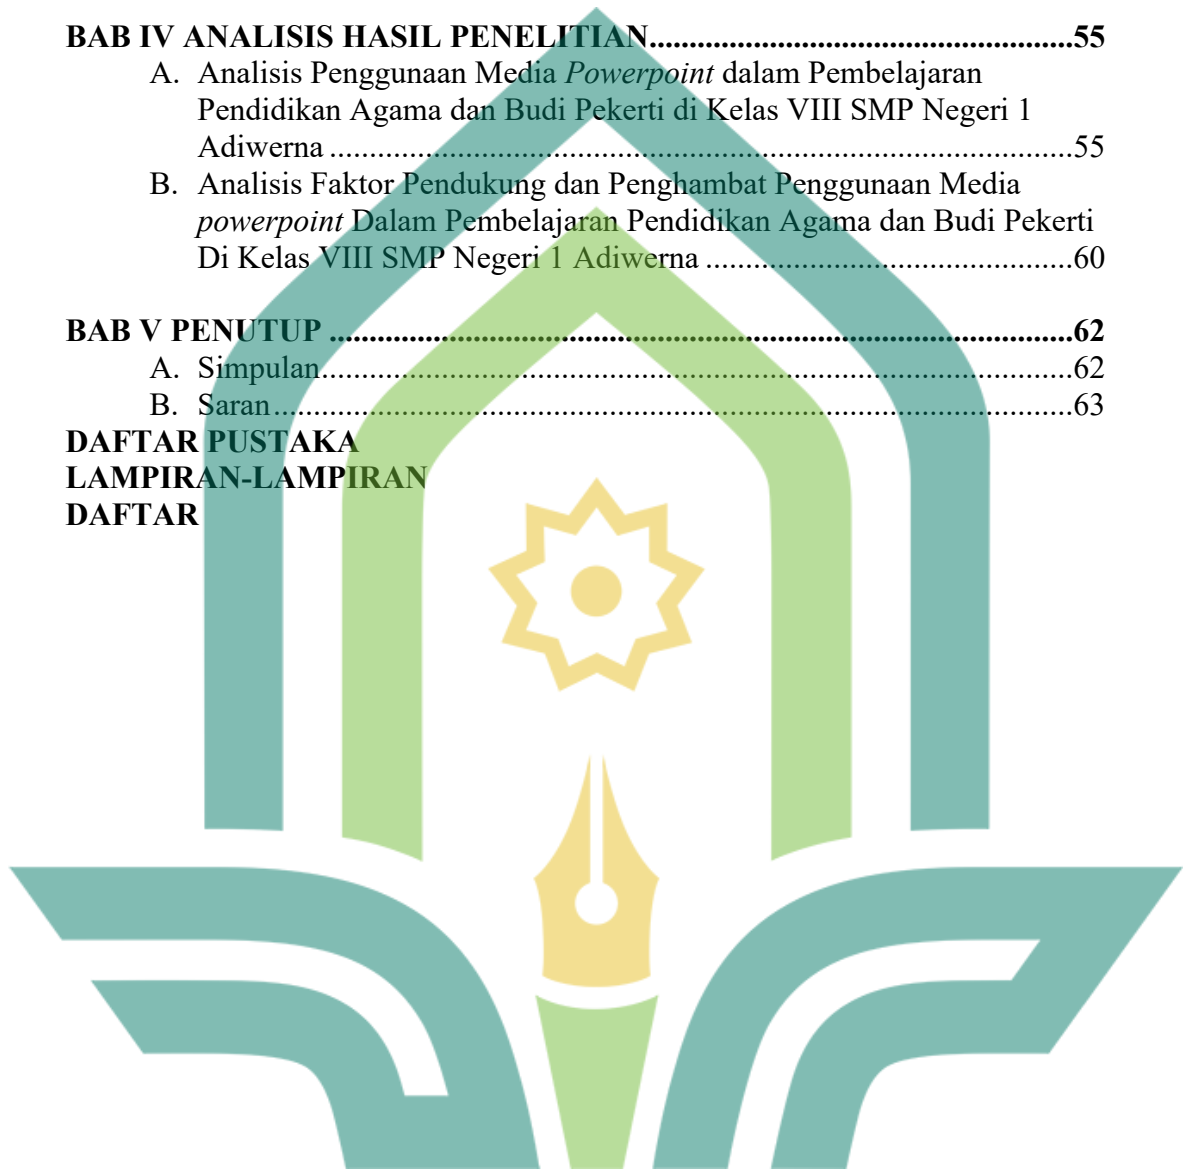 BAB IV ANALISIS HASIL PENELITIAN.....................................................55
A. Analisis Penggunaan Media Powerpoint dalam Pembelajaran
Pendidikan Agama dan Budi Pekerti di Kelas VIII SMP Negeri 1
Adiwerna .............................................................................................55
B. Analisis Faktor Pendukung dan Penghambat Penggunaan Media
powerpoint Dalam Pembelajaran Pendidikan Agama dan Budi Pekerti
Di Kelas VIII SMP Negeri 1 Adiwerna ..............................................60
BAB V PENUTUP .............................................................................................62
A. Simpulan..............................................................................................62
B. Saran....................................................................................................63
DAFTAR PUSTAKA
LAMPIRAN-LAMPIRAN
DAFTAR